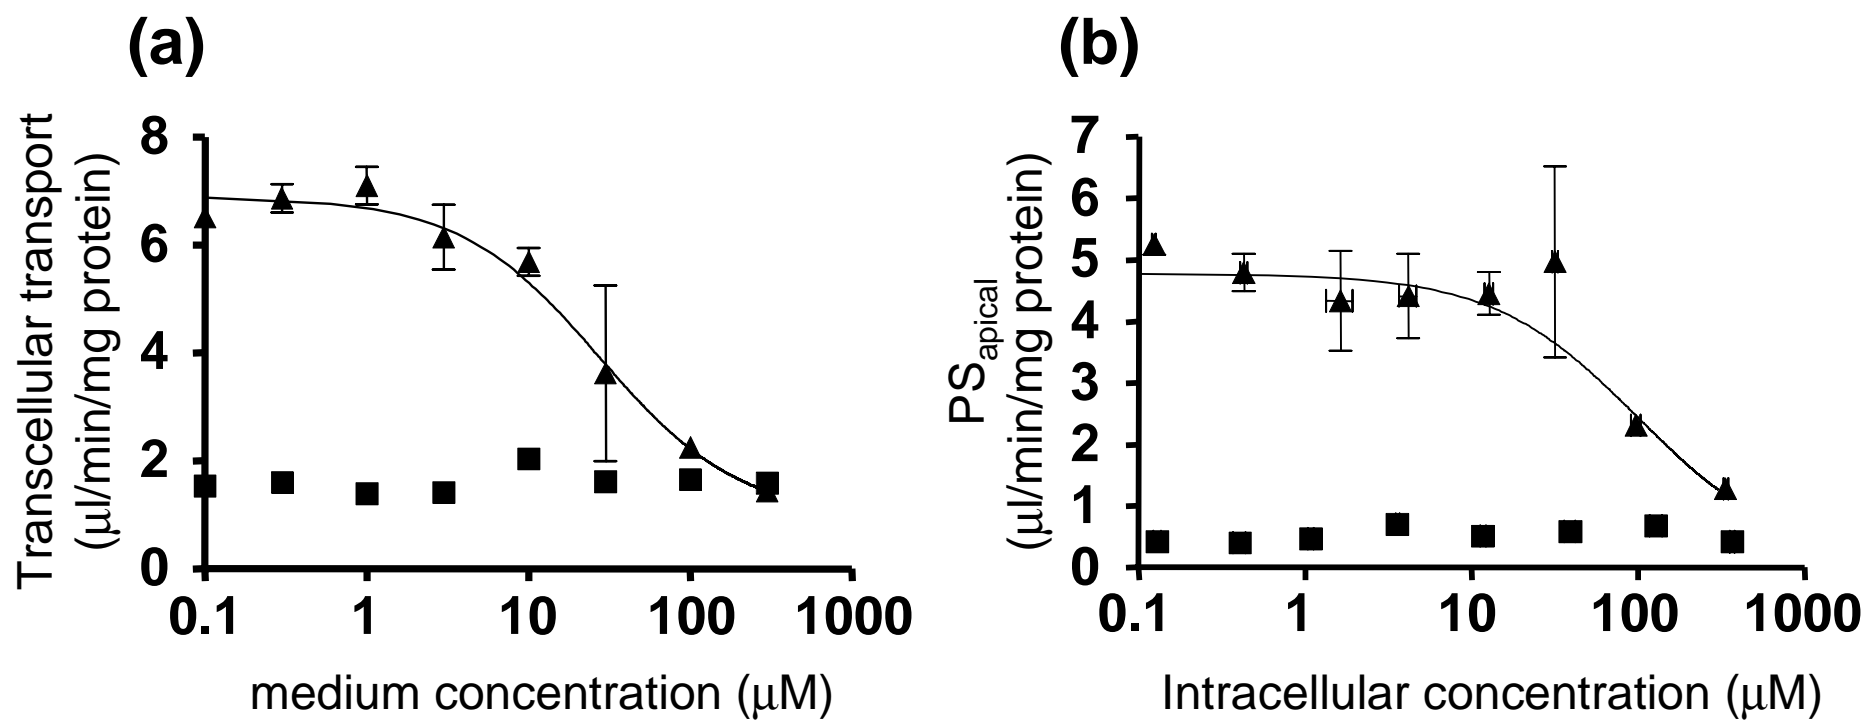 (a)
Transcellular transport
(μl/min/mg protein)
8
6
4
2
0
0.1
1
10
100
1000
medium concentration (μM)
(b)
PSapical
(μl/min/mg protein)
7
6
5
4
3
2
1
0
0.1
1
10
100
1000
Intracellular concentration (μM)